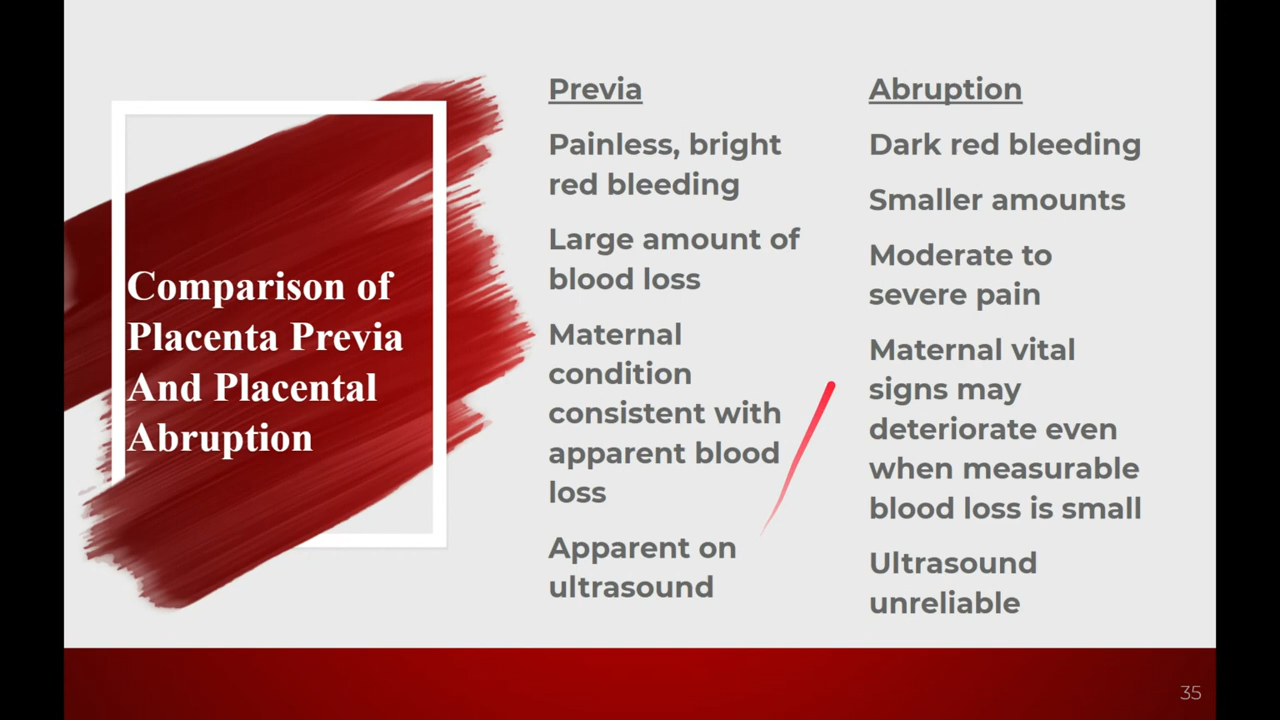 Comparison of
Placenta Previa
And Placental
Abruption
Previa
Painless, bright
red bleeding
Large amount of
blood loss
Maternal
condition
consistent with
apparent blood
loss
Apparent on
ultrasound
Abruption
Dark red bleeding
Smaller amounts
Moderate to
severe pain
Maternal vital
signs may
deteriorate even
when measurable
blood loss is small
Ultrasound
unreliable
35